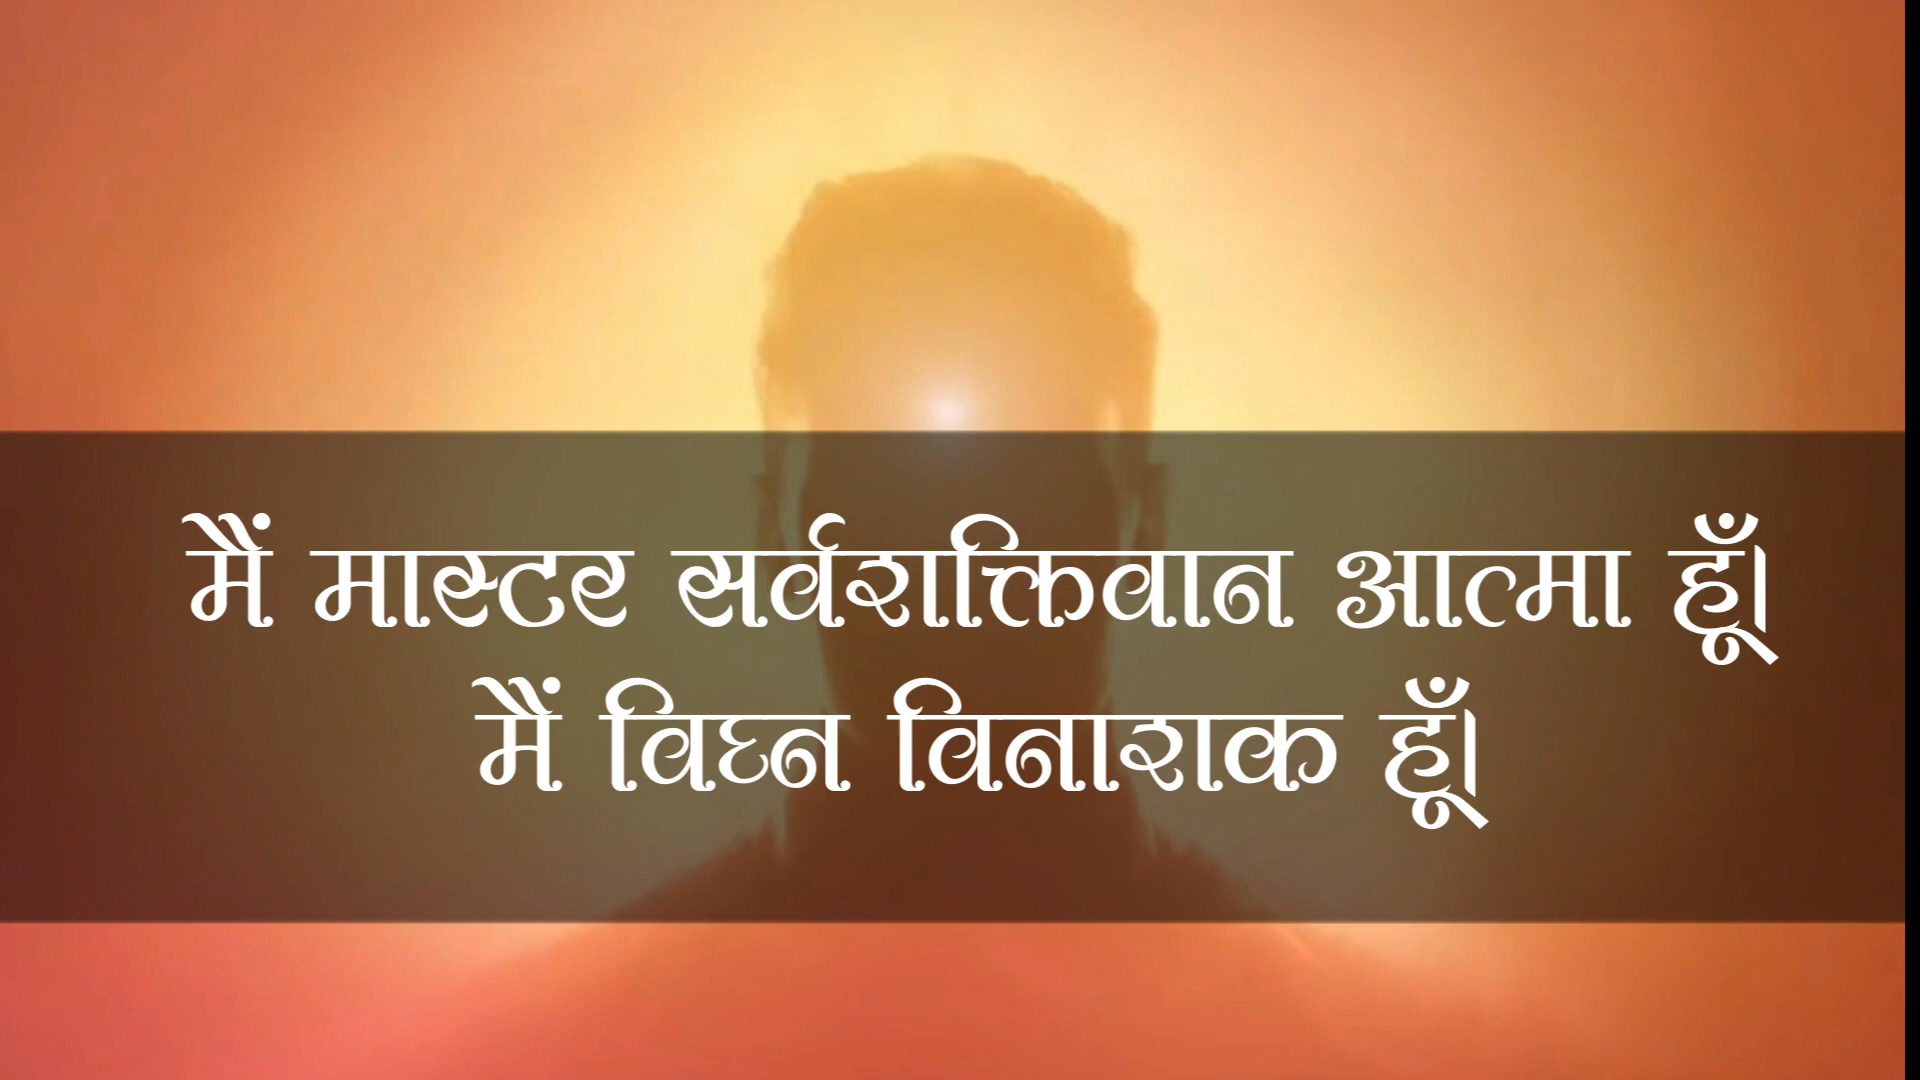 मैं मास्टर सर्वशक्तिवान आत्मा हूँ।
मैं विघ्न विनाशक हूँ।